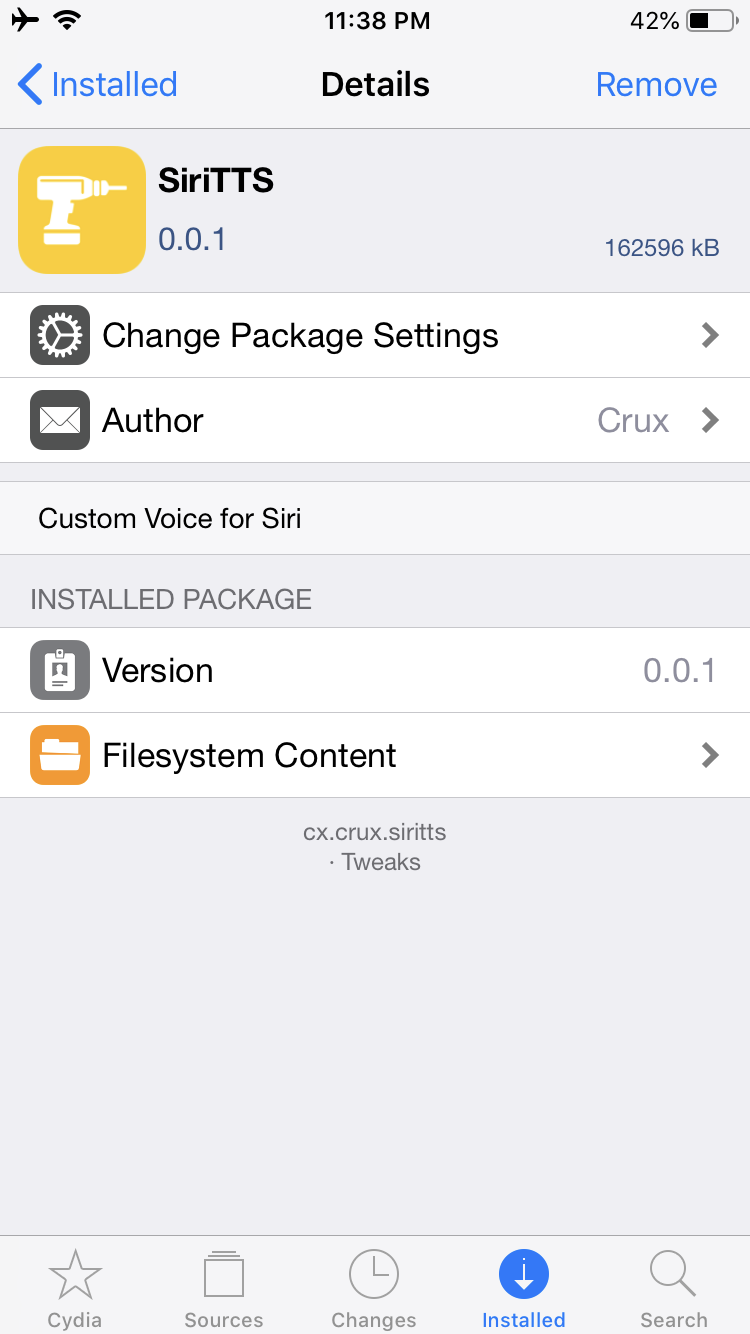 11:38 PM 42%
Installed Details Remove
SiriTTS
0.0.1
162596 kB
Change Package Settings
Author Crux
Custom Voice for Siri
INSTALLED PACKAGE
Version 0.0.1
Filesystem Content
cx.crux.siritts
· Tweaks
Cydia Sources Changes Installed Search